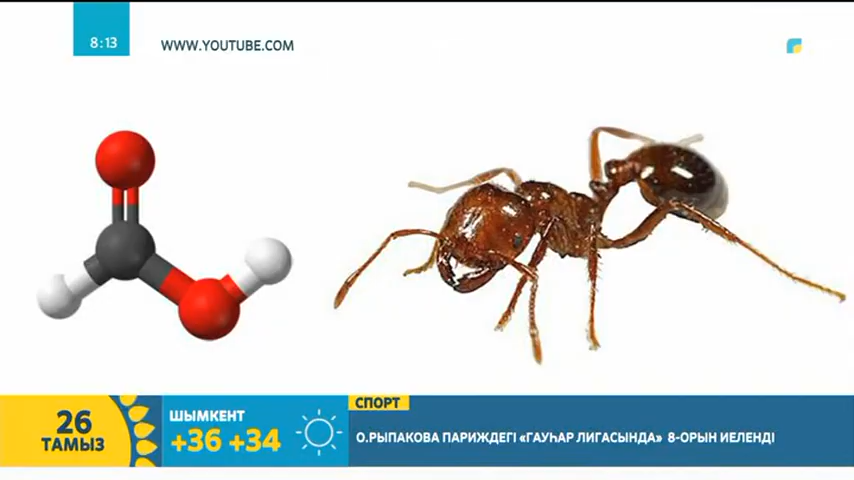 8:13
WWW.YOUTUBE.COM
26
ТАМЫЗ
ШЫМКЕНТ
+36 +34
СПОРТ
О.РЫПАКОВА ПАРИЖДЕГІ «ГАУҺАР ЛИГАСЫНДА» 8-ОРЫН ИЕЛЕНДІ